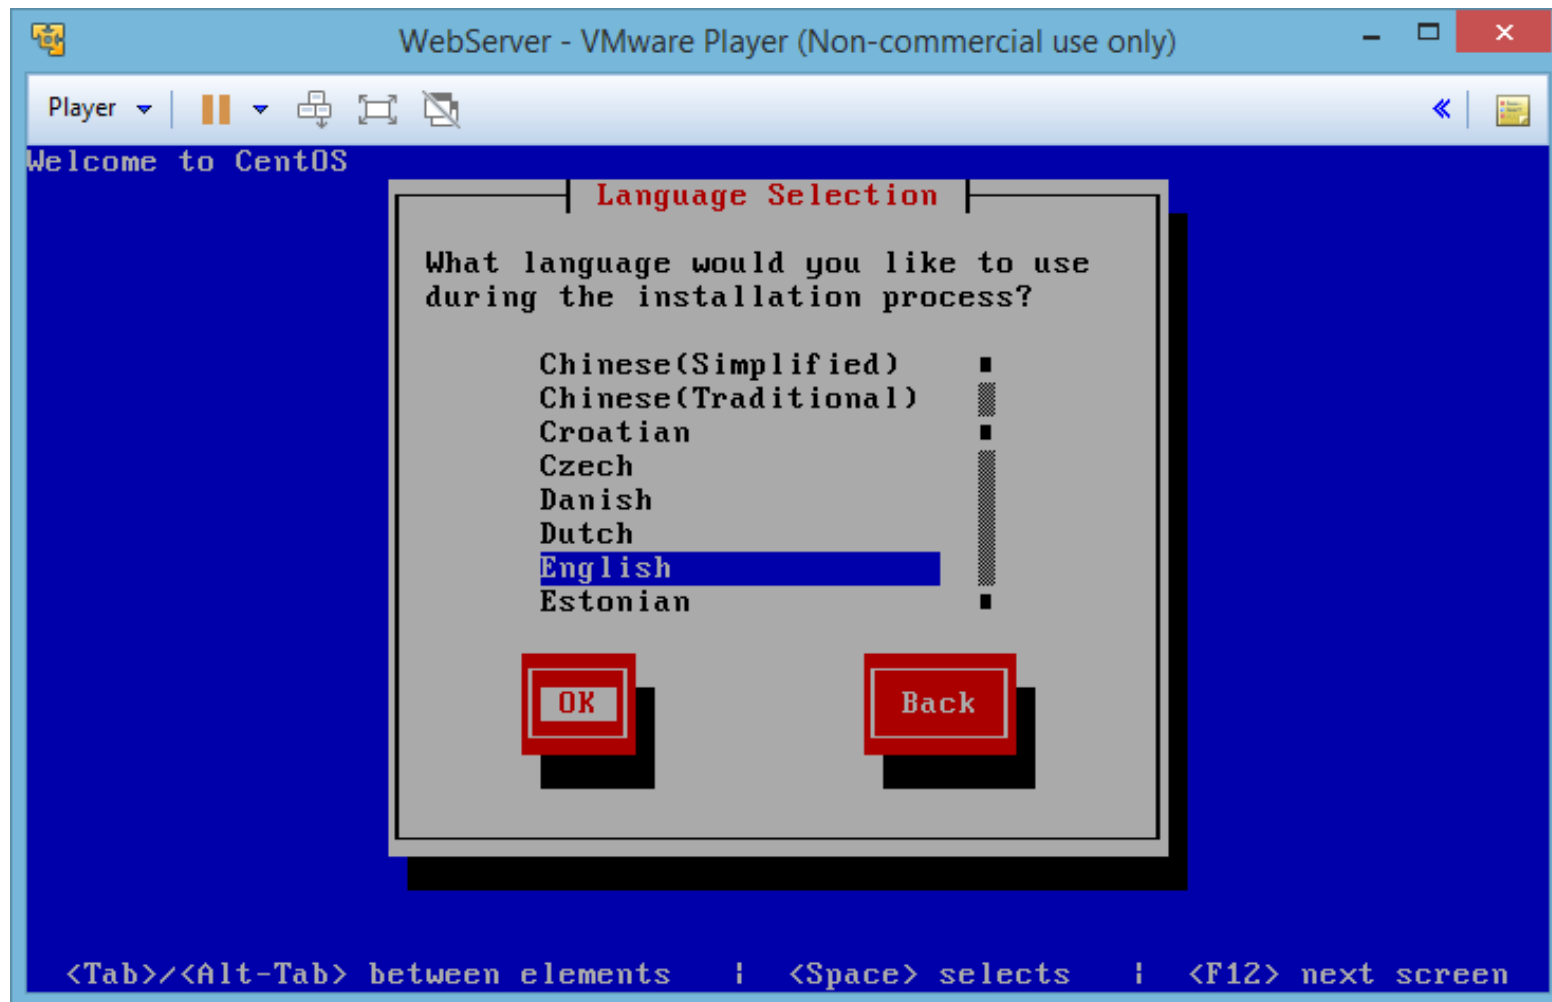 WebServer - VMware Player (Non-commercial use only)
Player
Welcome to CentOS
Language Selection
What language would you like to use
during the installation process?
Chinese(Simplified)
Chinese(Traditional)
Croatian
Czech
Danish
Dutch
English
Estonian
OK Back
<Tab>/<Alt-Tab> between elements | <Space> selects | <F12> next screen